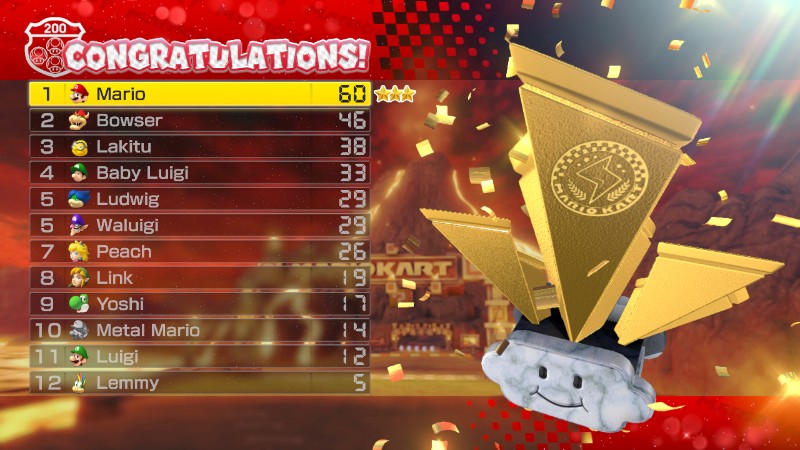 200
CONGRATULATIONS!
1 Mario 60
2 Bowser 46
3 Lakitu 38
4 Baby Luigi 33
5 Ludwig 29
5 Waluigi 29
7 Peach 26
8 Link 19
9 Yoshi 17
10 Metal Mario 14
11 Luigi 12
12 Lemmy 5
MARIO KART
KART